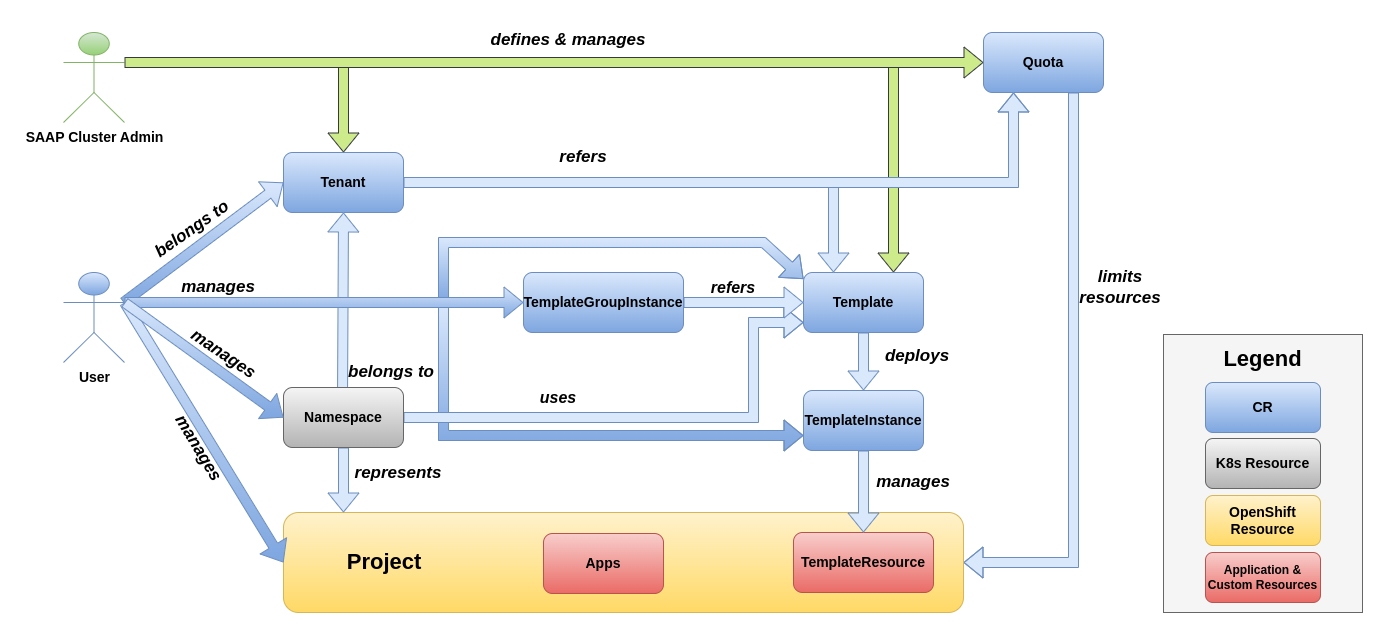 defines & manages
Quota
SAAP Cluster Admin
refers
Tenant
belongs to
limits
resources
manages
TemplateGroupInstance
refers
Template
manages
belongs to
deploys
User
Namespace
uses
TemplateInstance
manages
represents
manages
Project
Apps
TemplateResource
Legend
CR
K8s Resource
OpenShift
Resource
Application &
Custom Resources